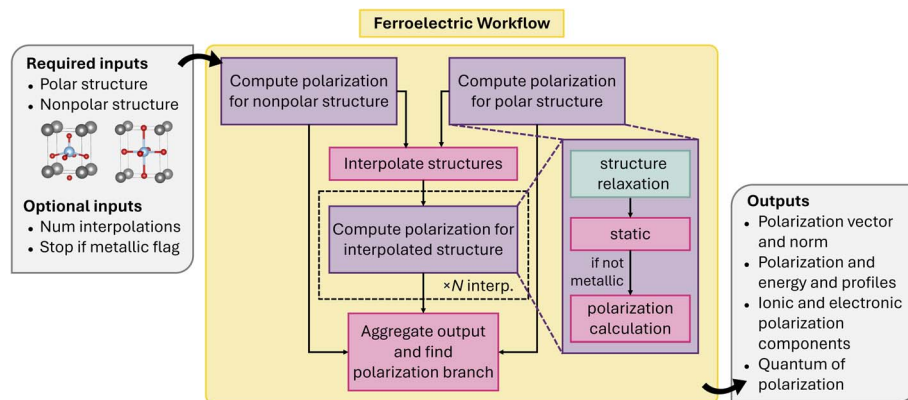 Ferroelectric Workflow
Required inputs
• Polar structure
• Nonpolar structure
Optional inputs
• Num interpolations
• Stop if metallic flag
Compute polarization
for nonpolar structure
Compute polarization
for polar structure
Interpolate structures
Compute polarization for
interpolated structure
×N interp.
Aggregate output
and find
polarization branch
structure
relaxation
static
if not
metallic
polarization
calculation
Outputs
• Polarization vector
and norm
• Polarization and
energy and profiles
• Ionic and electronic
polarization
components
• Quantum of
polarization